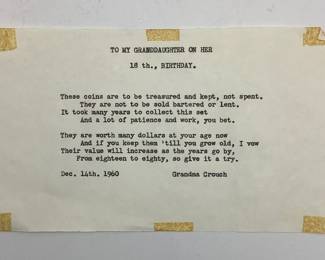 TO MY GRANDDAUGHTER ON HER
18 th., BIRTHDAY.
These coins are to be treasured and kept, not spent.
They are not to be sold bartered or lent.
It took many years to collect this set
And a lot of patience and work, you bet.
They are worth many dollars at your age now
And if you keep them 'till you grow old, I vow
Their value will increase as the years go by,
From eighteen to eighty, so give it a try.
Dec. 14th. 1960 Grandma Crouch